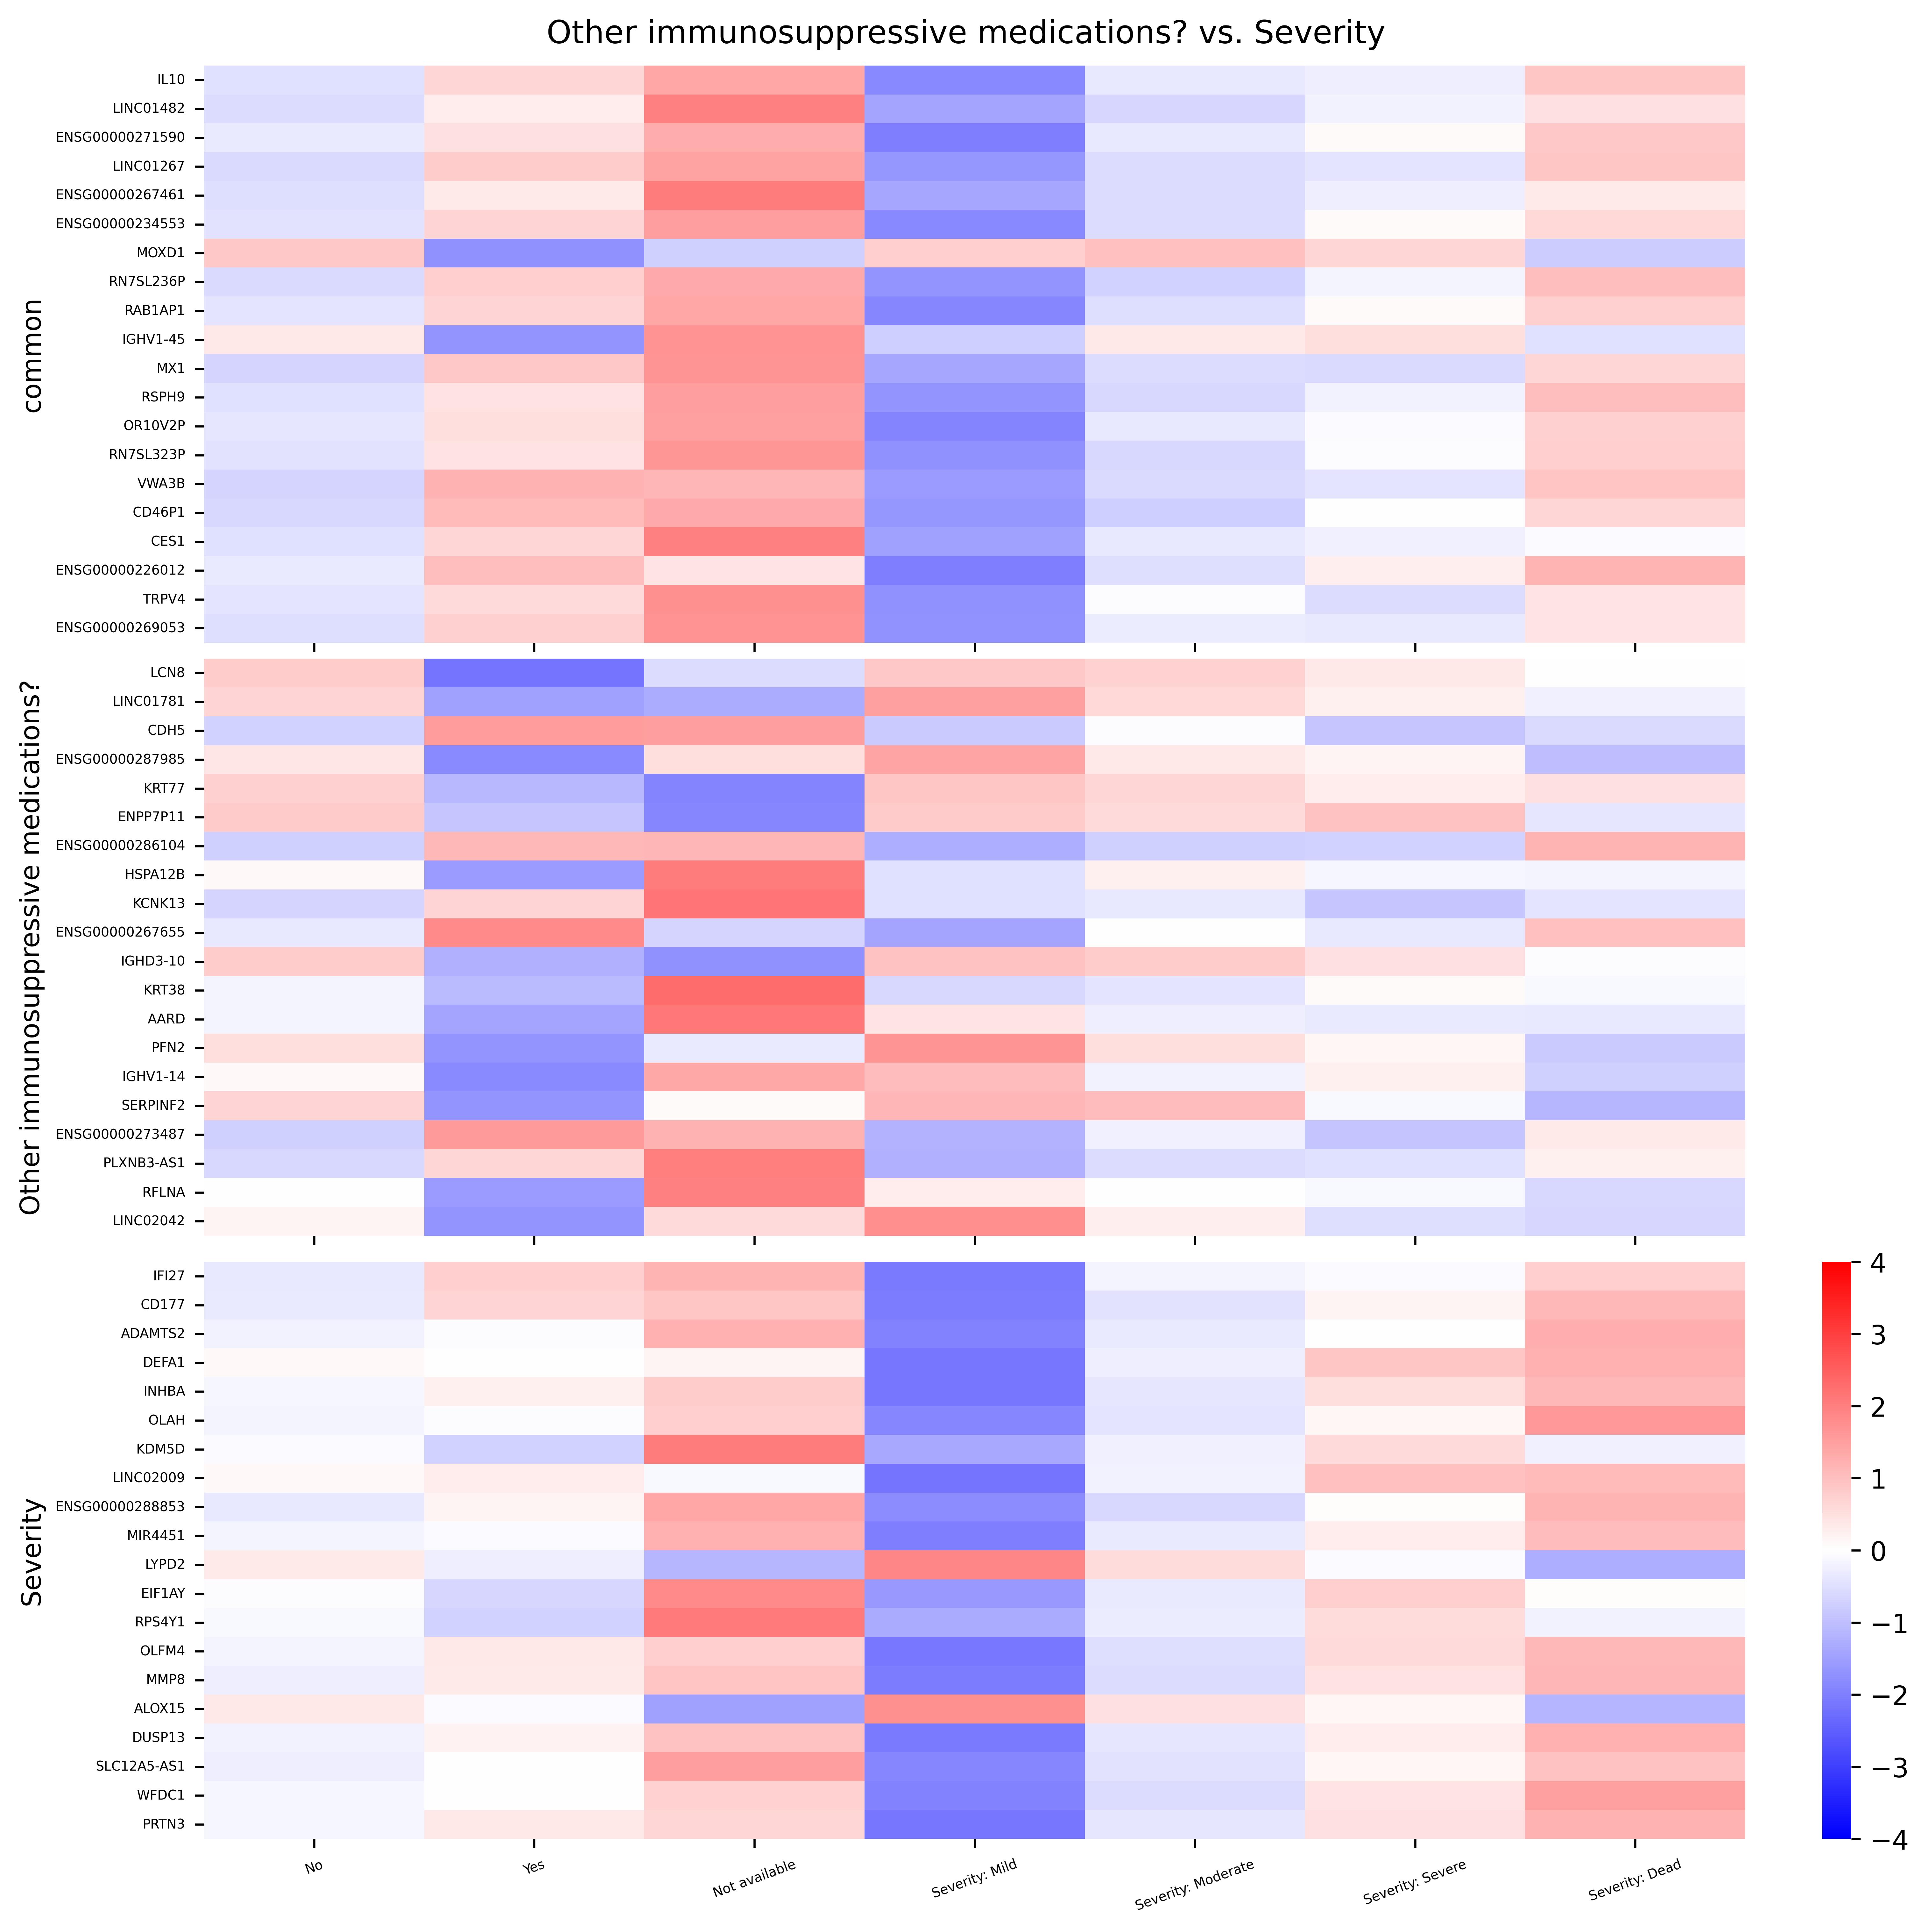 Other immunosuppressive medications? vs. Severity
common
IL10
LINC01482
ENSG00000271590
LINC01267
ENSG00000267461
ENSG00000234553
MOXD1
RN7SL236P
RAB1AP1
IGHV1-45
MX1
RSPH9
OR10V2P
RN7SL323P
VWA3B
CD46P1
CES1
ENSG00000226012
TRPV4
ENSG00000269053
Other immunosuppressive medications?
LCN8
LINC01781
CDH5
ENSG00000287985
KRT77
ENPP7P11
ENSG00000286104
HSPA12B
KCNK13
ENSG00000267655
IGHD3-10
KRT38
AARD
PFN2
IGHV1-14
SERPINF2
ENSG00000273487
PLXNB3-AS1
RFLNA
LINC02042
Severity
IFI27
CD177
ADAMTS2
DEFA1
INHBA
OLAH
KDM5D
LINC02009
ENSG00000288853
MIR4451
LYPD2
EIF1AY
RPS4Y1
OLFM4
MMP8
ALOX15
DUSP13
SLC12A5-AS1
WFDC1
PRTN3
No
Yes
Not available
Severity: Mild
Severity: Moderate
Severity: Severe
Severity: Dead
4
3
2
1
0
−1
−2
−3
−4